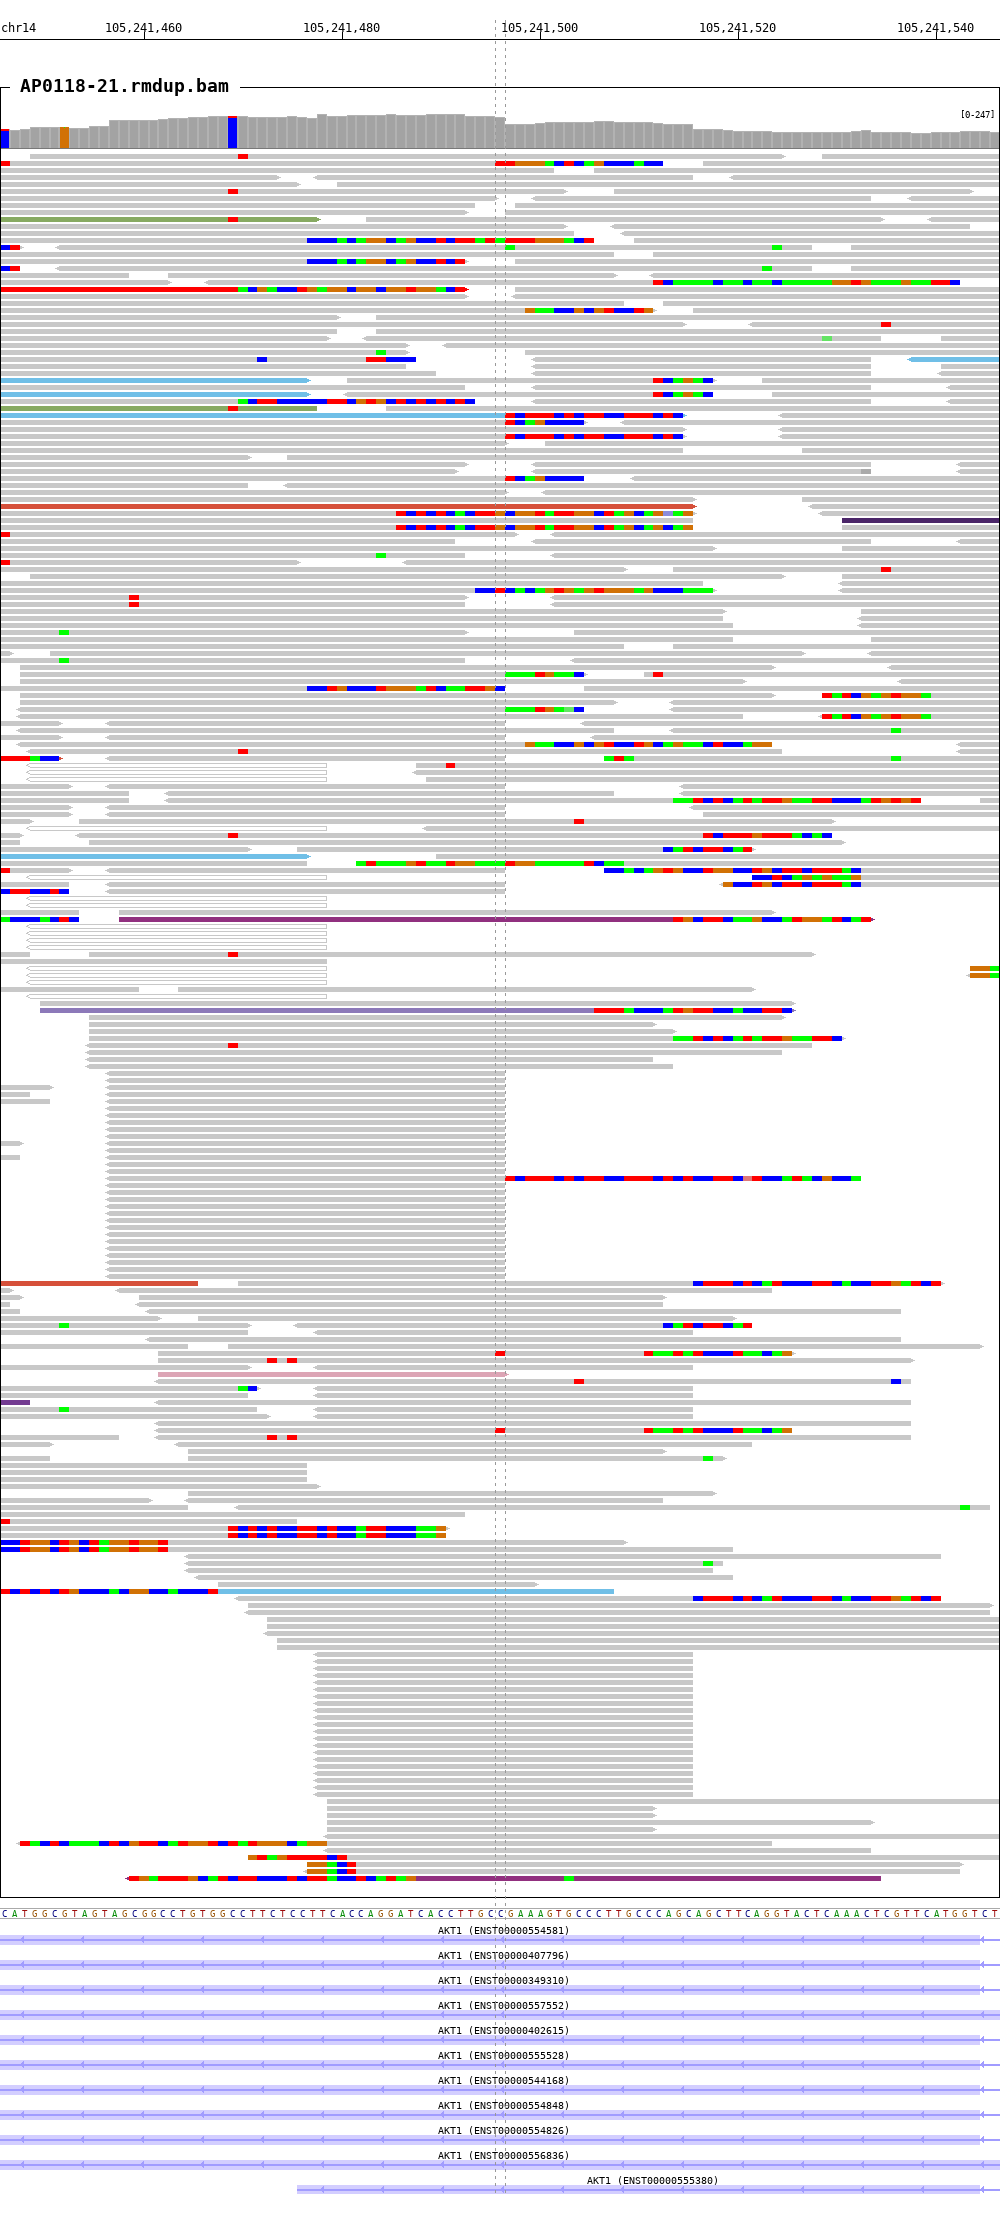 chr14 105,241,460 105,241,480 105,241,500 105,241,520 105,241,540
AP0118-21.rmdup.bam
[0-247]
CATGGCGTAGTAGCGGCCTGTGGCCTTCTCCTTCACCAGGATCACCTTGCCGAAAGTGCCCTTGCCCAGCAGCTTCAGGTACTCAAACTCGTTCATGGTCT
AKT1 (ENST00000554581)
AKT1 (ENST00000407796)
AKT1 (ENST00000349310)
AKT1 (ENST00000557552)
AKT1 (ENST00000402615)
AKT1 (ENST00000555528)
AKT1 (ENST00000544168)
AKT1 (ENST00000554848)
AKT1 (ENST00000554826)
AKT1 (ENST00000556836)
AKT1 (ENST00000555380)